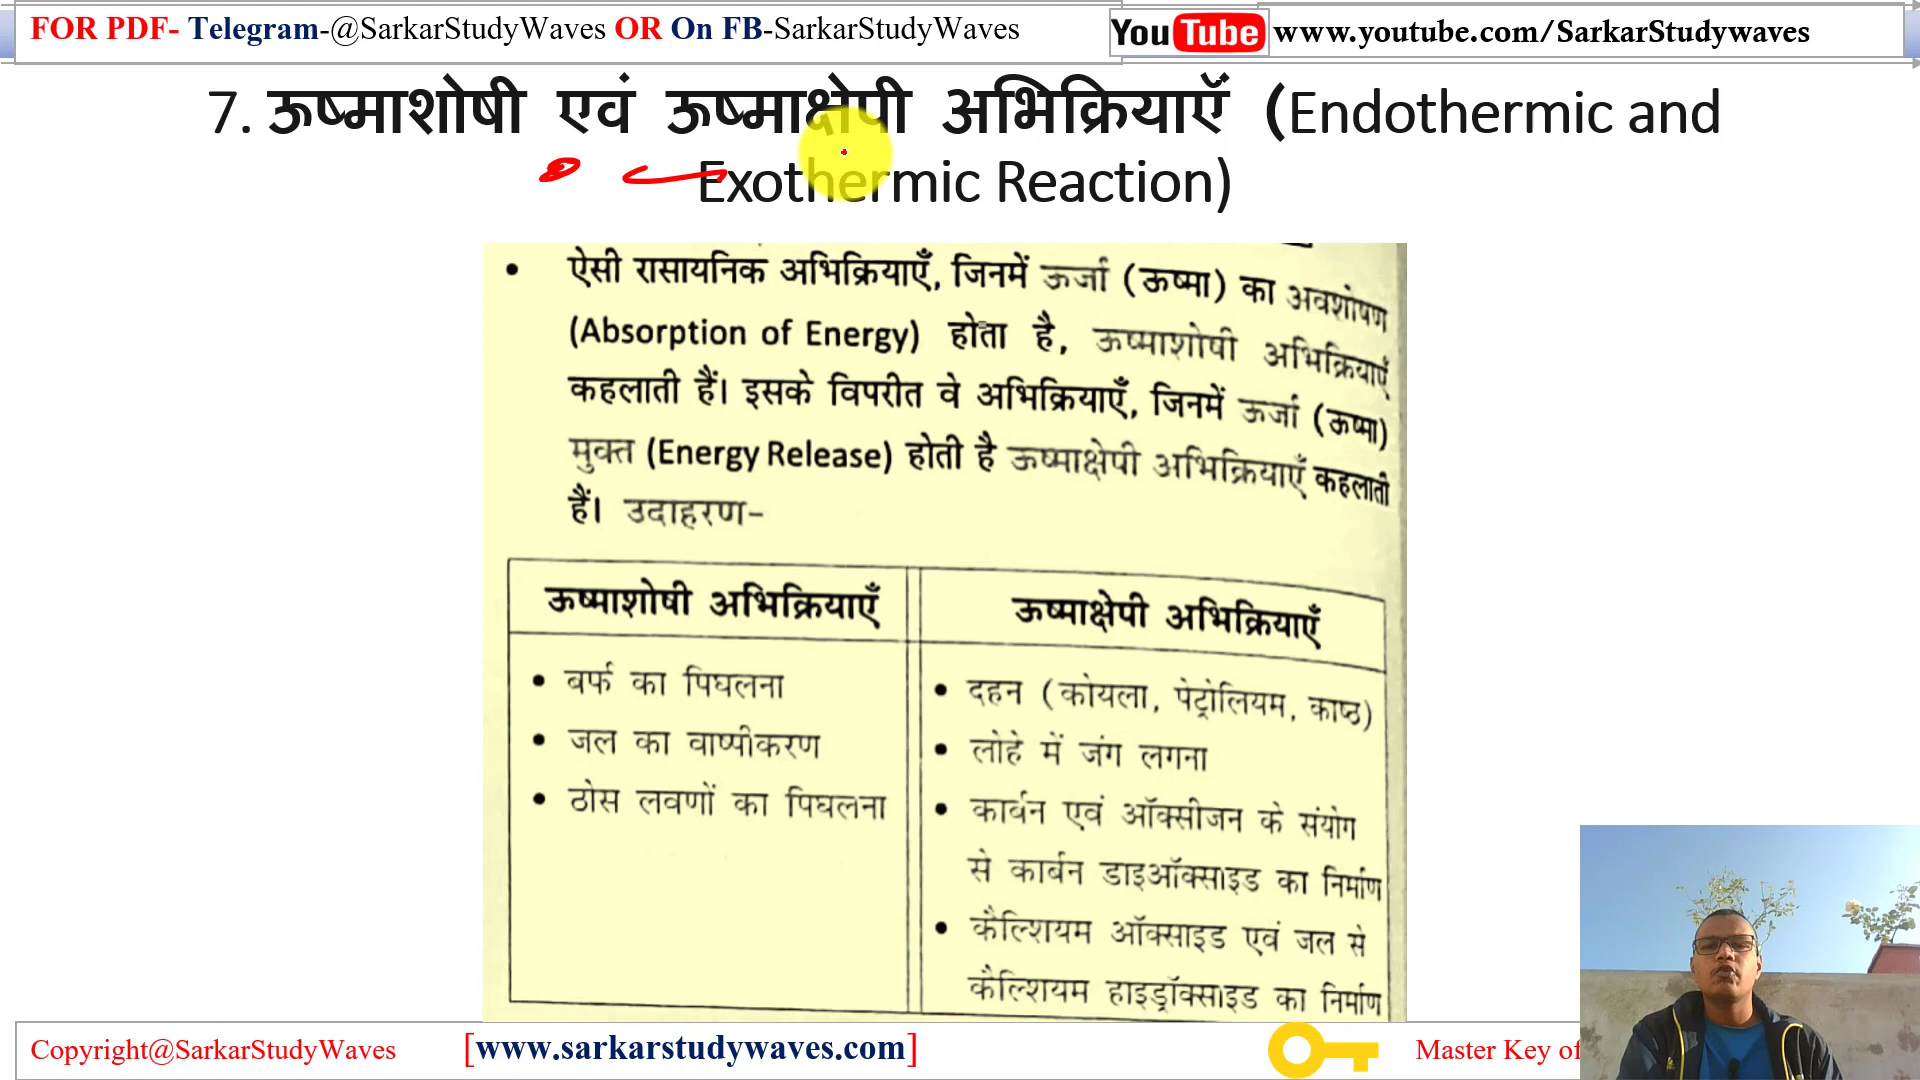 FOR PDF- Telegram-@SarkarStudyWaves OR On FB-SarkarStudyWaves
YouTube www.youtube.com/SarkarStudywaves
7. ऊष्माशोषी एवं ऊष्माक्षेपी अभिक्रियाऍं (Endothermic and
Exothermic Reaction)
• ऐसी रासायनिक अभिक्रियाएँ, जिनमें ऊर्जा (ऊष्मा) का अवशोषण
(Absorption of Energy) होता है, ऊष्माशोषी अभिक्रियाएँ
कहलाती हैं। इसके विपरीत वे अभिक्रियाएँ, जिनमें ऊर्जा (ऊष्मा)
मुक्त (Energy Release) होती है ऊष्माक्षेपी अभिक्रियाएँ कहलाती
हैं। उदाहरण-
ऊष्माशोषी अभिक्रियाएँ
• बर्फ का पिघलना
• जल का वाष्पीकरण
• ठोस लवणों का पिघलना
ऊष्माक्षेपी अभिक्रियाएँ
• दहन (कोयला, पेट्रोलियम, काष्ठ)
• लोहे में जंग लगना
• कार्बन एवं ऑक्सीजन के संयोग
से कार्बन डाइऑक्साइड का निर्माण
• कैल्शियम ऑक्साइड एवं जल से
कैल्शियम हाइड्रॉक्साइड का निर्माण
Copyright@SarkarStudyWaves
[www.sarkarstudywaves.com]
Master Key of